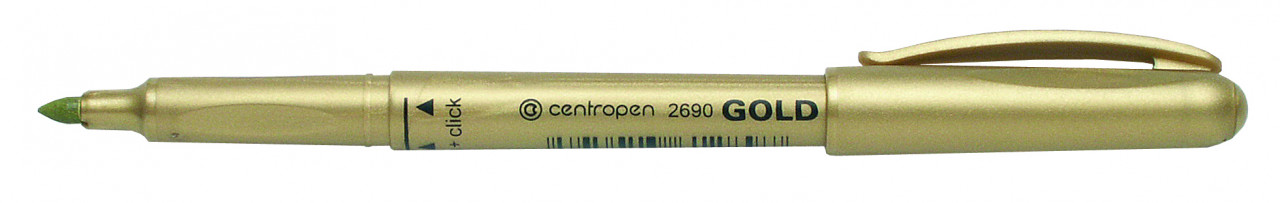 centropen 2690 GOLD
+ click